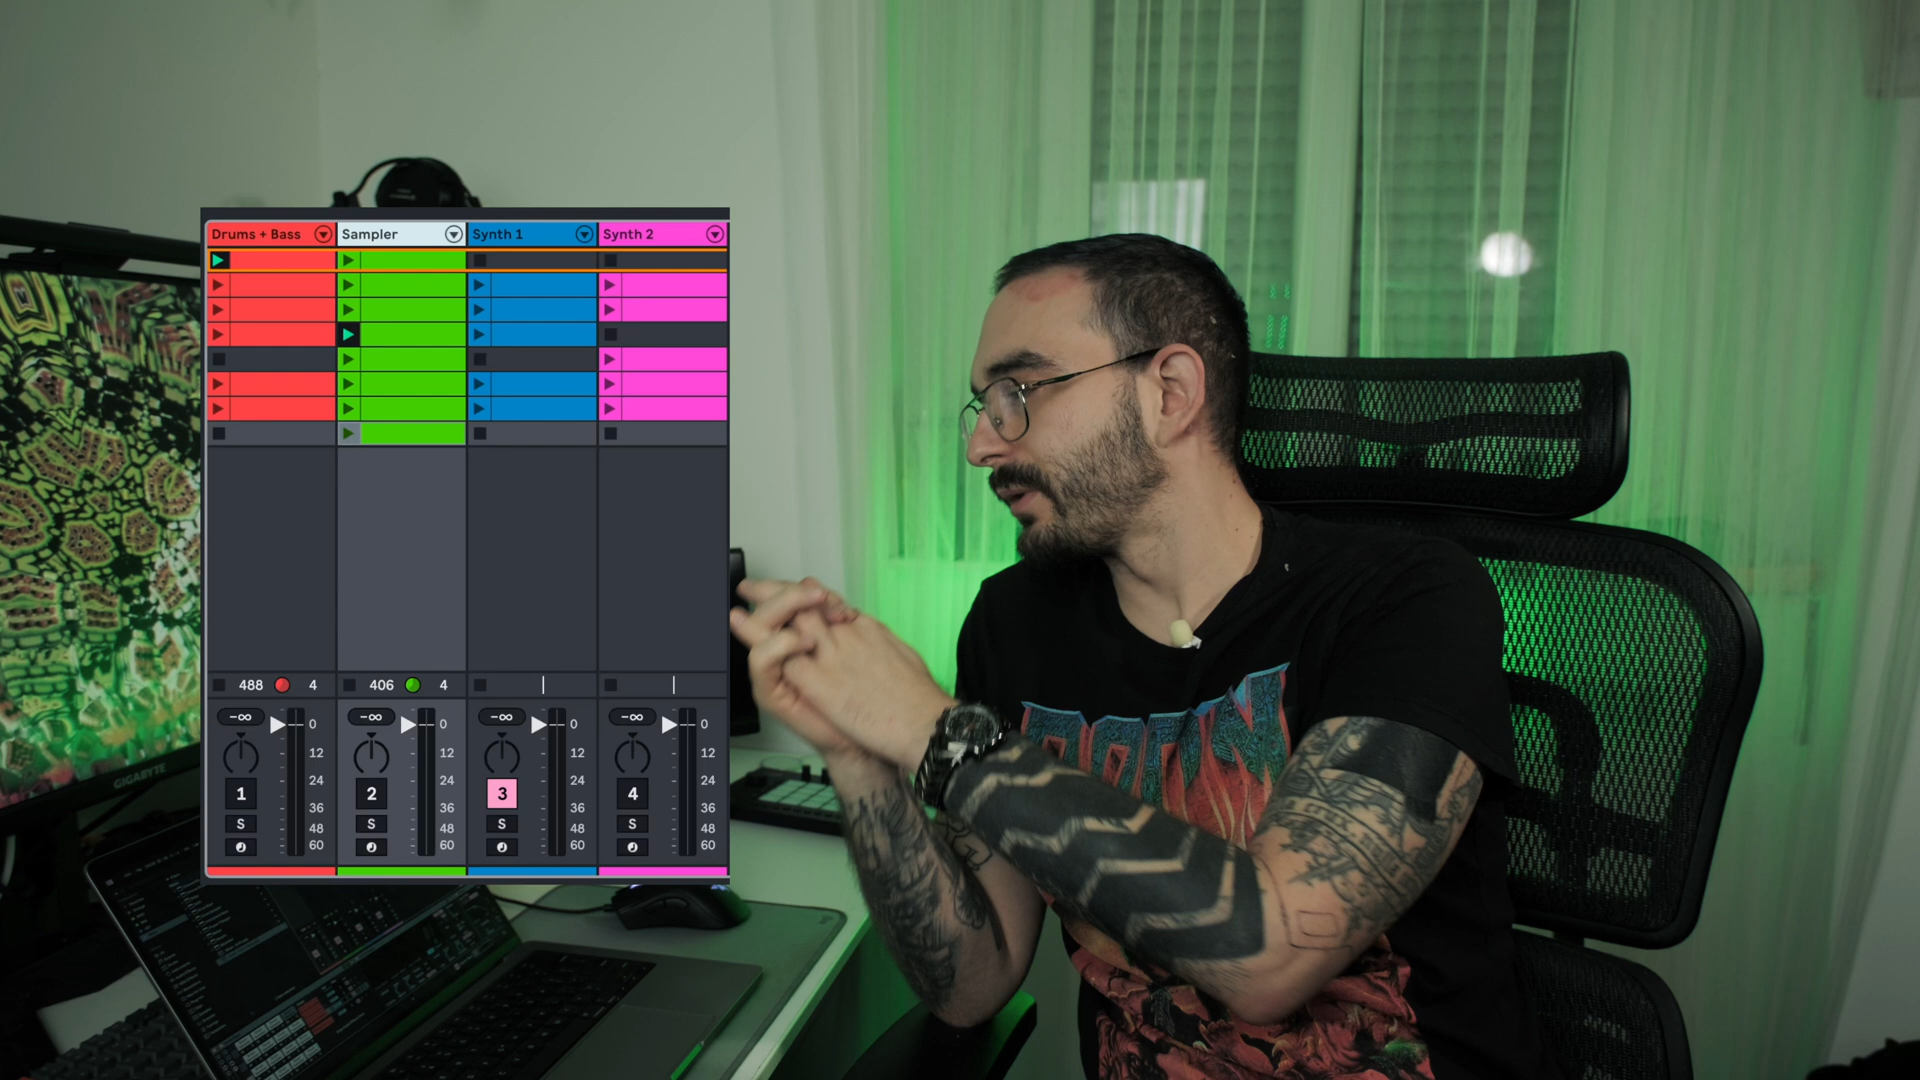 Drums + Bass Sampler Synth 1 Synth 2
488 4 406 4
-∞ 0 -∞ 0 -∞ 0 -∞ 0
12 12 12 12
24 24 24 24
1 2 3 4
36 36 36 36
S S S S
48 48 48 48
60 60 60 60
GIGABYTE
DOOM